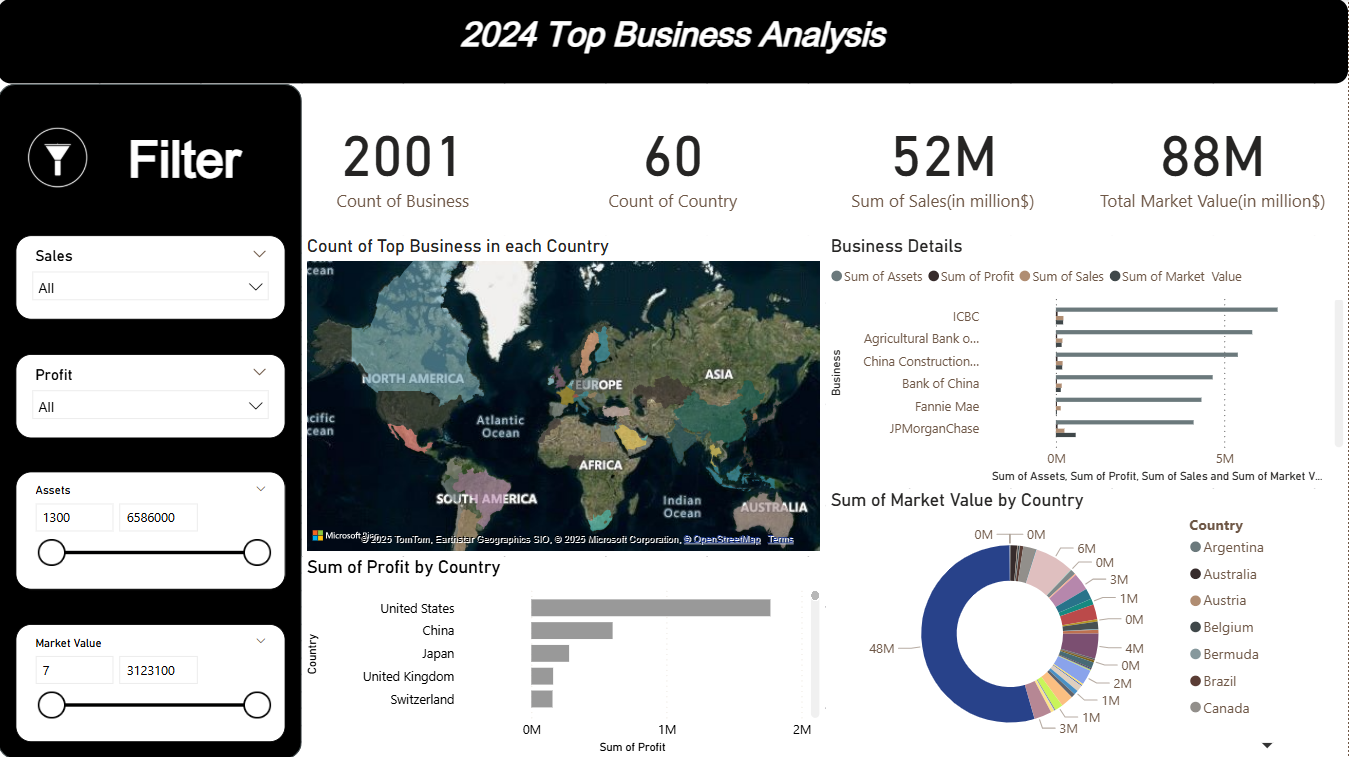 2024 Top Business Analysis
Filter
Sales
All
Profit
All
Assets
1300 6586000
Market Value
7 3123100
2001
Count of Business
60
Count of Country
52M
Sum of Sales(in million$)
88M
Total Market Value(in million$)
Count of Top Business in each Country
cean
NORTH AMERICA
EUROPE
ASIA
cific
cean
Atlantic
Ocean
AFRICA
SOUTH AMERICA
Indian
Ocean
AUSTRALIA
Microsoft Bing
© 2025 TomTom, Earthstar Geographics SIO, © 2025 Microsoft Corporation, © OpenStreetMap Terms
Sum of Profit by Country
Country
United States
China
Japan
United Kingdom
Switzerland
0M 1M 2M
Sum of Profit
Business Details
Sum of Assets Sum of Profit Sum of Sales Sum of Market Value
Business
ICBC
Agricultural Bank o...
China Construction...
Bank of China
Fannie Mae
JPMorganChase
0M 5M
Sum of Assets, Sum of Profit, Sum of Sales and Sum of Market V...
Sum of Market Value by Country
0M 0M
6M
0M
3M
1M
0M
48M
4M
0M
2M
1M
1M
3M
Country
Argentina
Australia
Austria
Belgium
Bermuda
Brazil
Canada